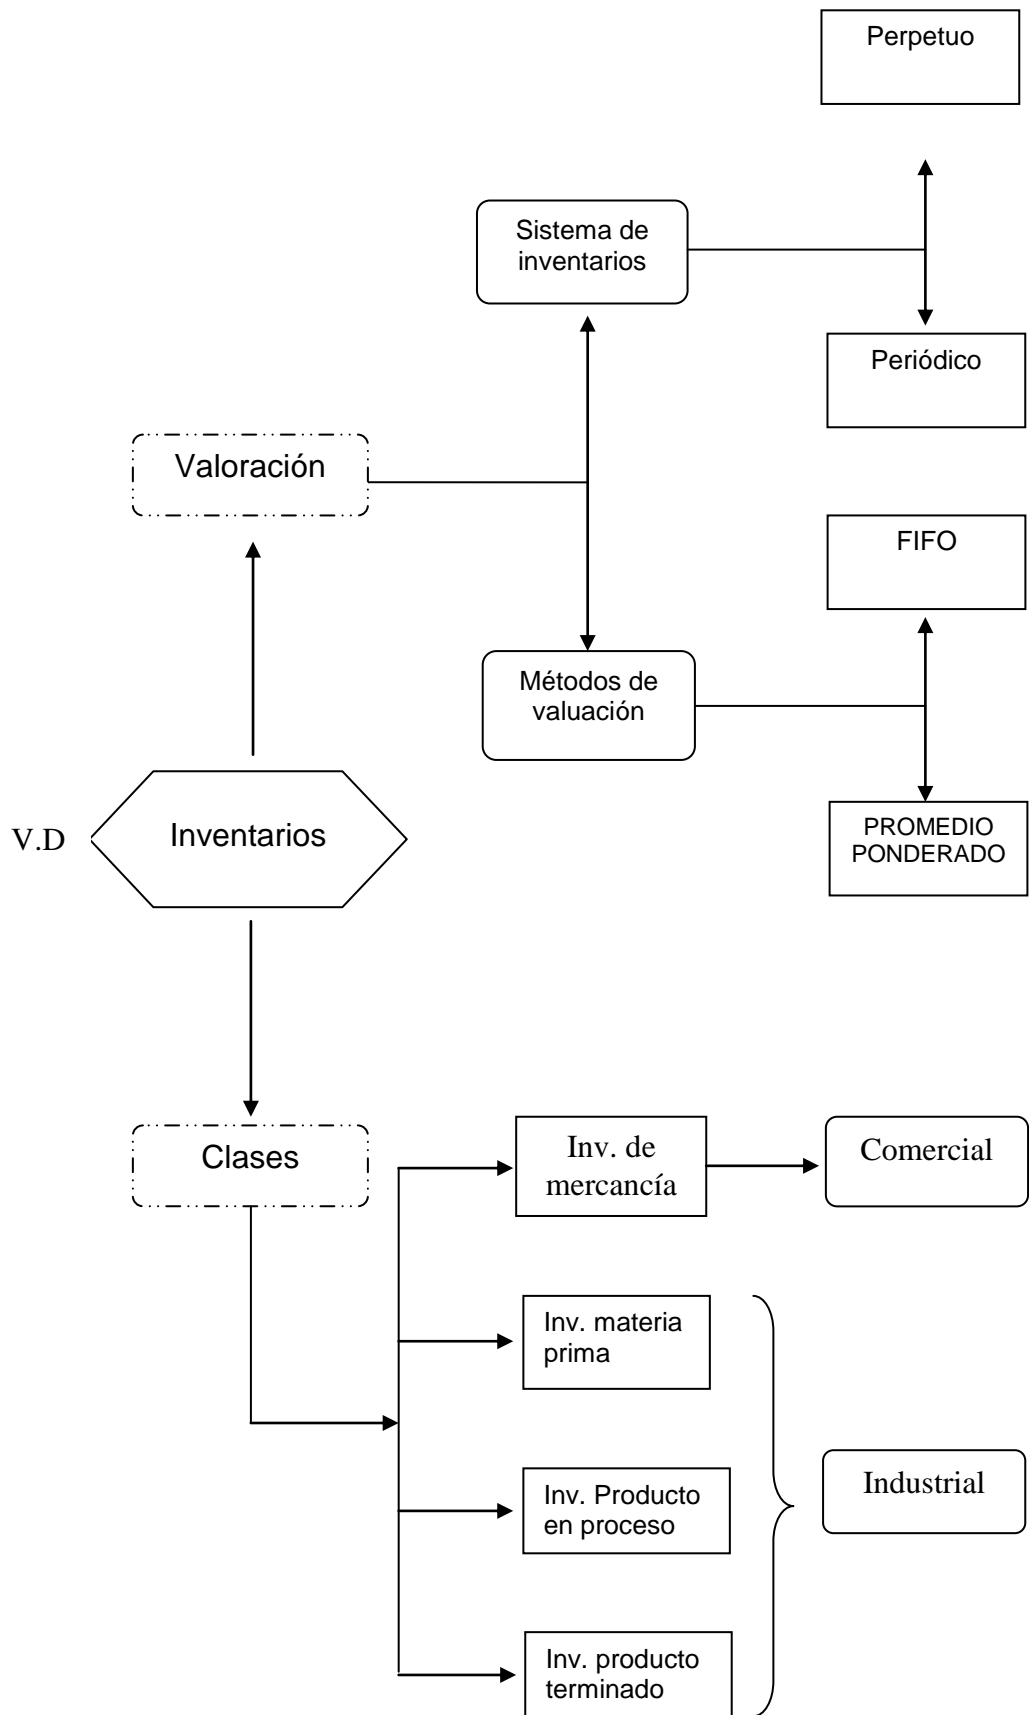 Perpetuo
Sistema de
inventarios
Periódico
Valoración
FIFO
Métodos de
valuación
PROMEDIO
PONDERADO
V.D
Inventarios
Clases
Inv. de
mercancía
Comercial
Inv. materia
prima
Inv. Producto
en proceso
Industrial
Inv. producto
terminado